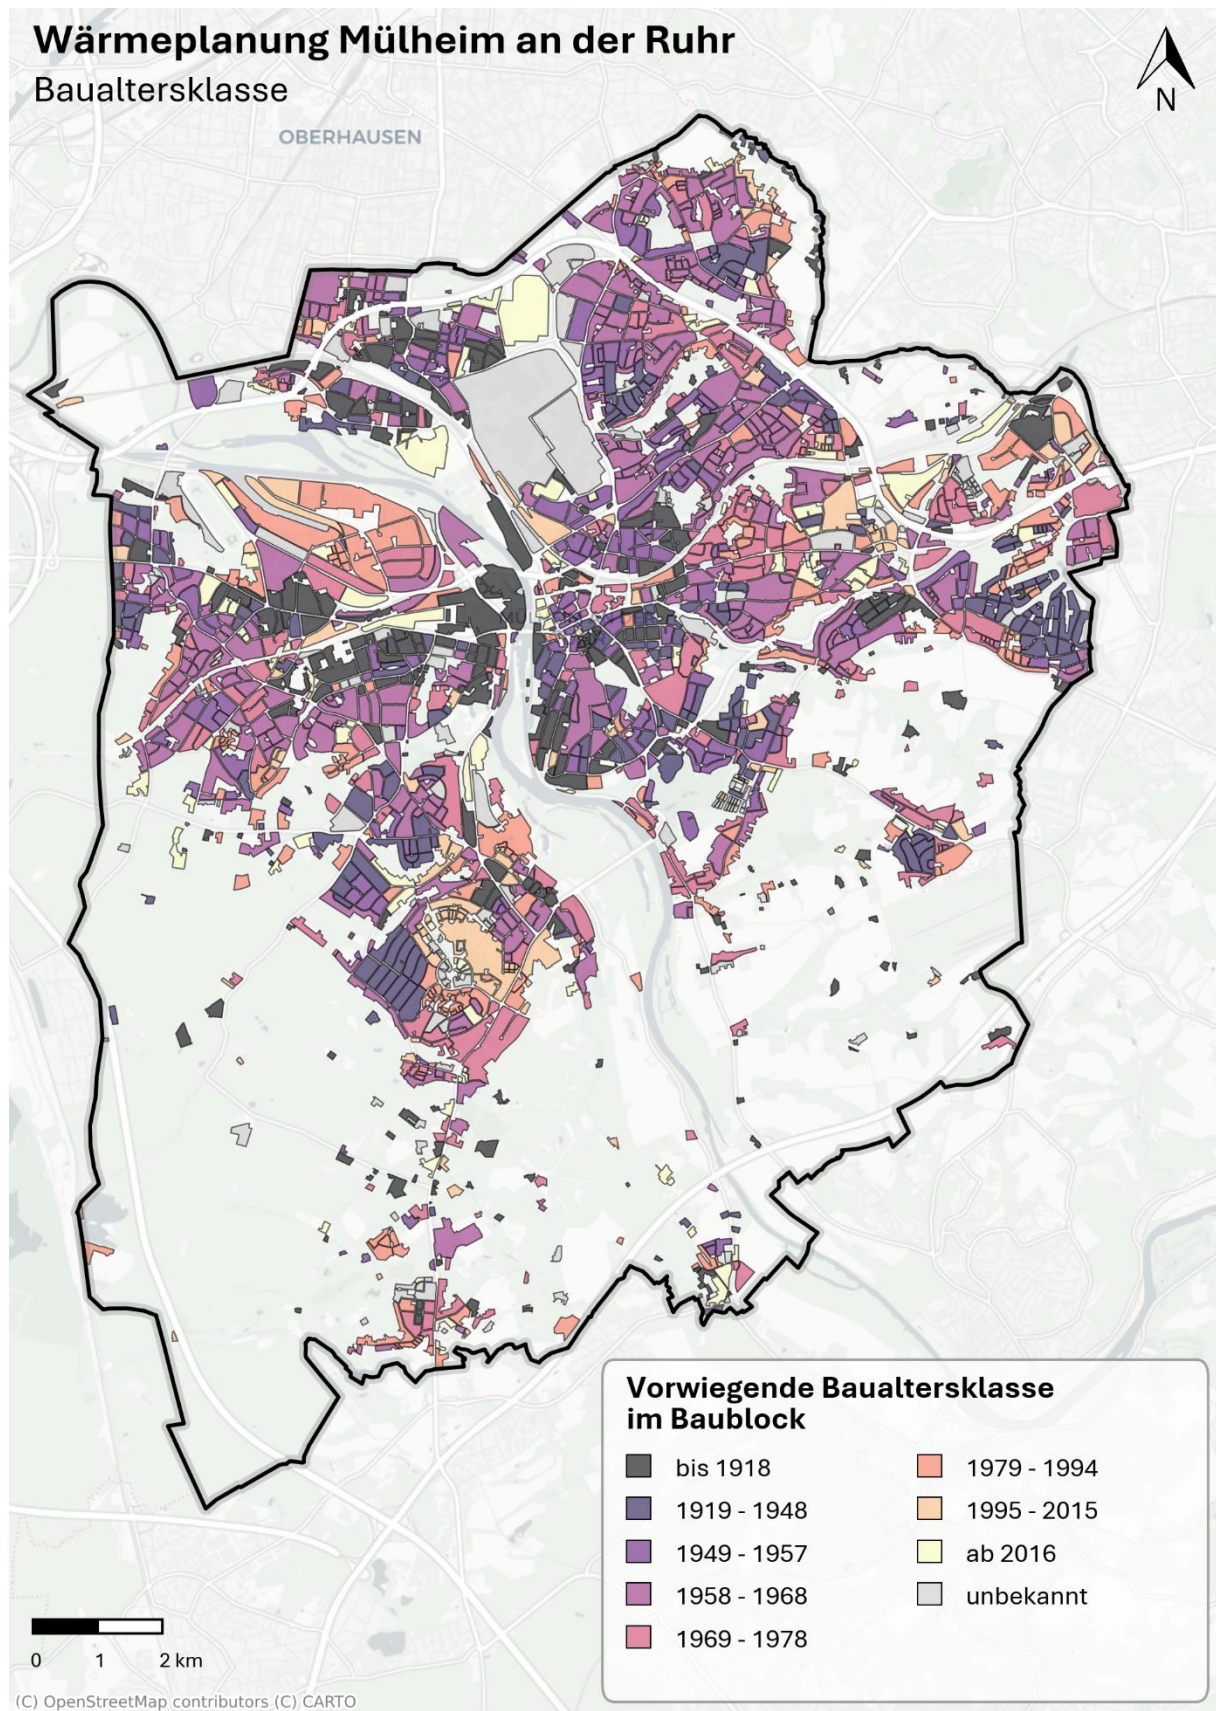 Wärmeplanung Mülheim an der Ruhr
Baualtersklasse
N
OBERHAUSEN
Vorwiegende Baualtersklasse
im Baublock
bis 1918
1919 - 1948
1949 - 1957
1958 - 1968
1969 - 1978
1979 - 1994
1995 - 2015
ab 2016
unbekannt
0 1 2 km
(C) OpenStreetMap contributors (C) CARTO